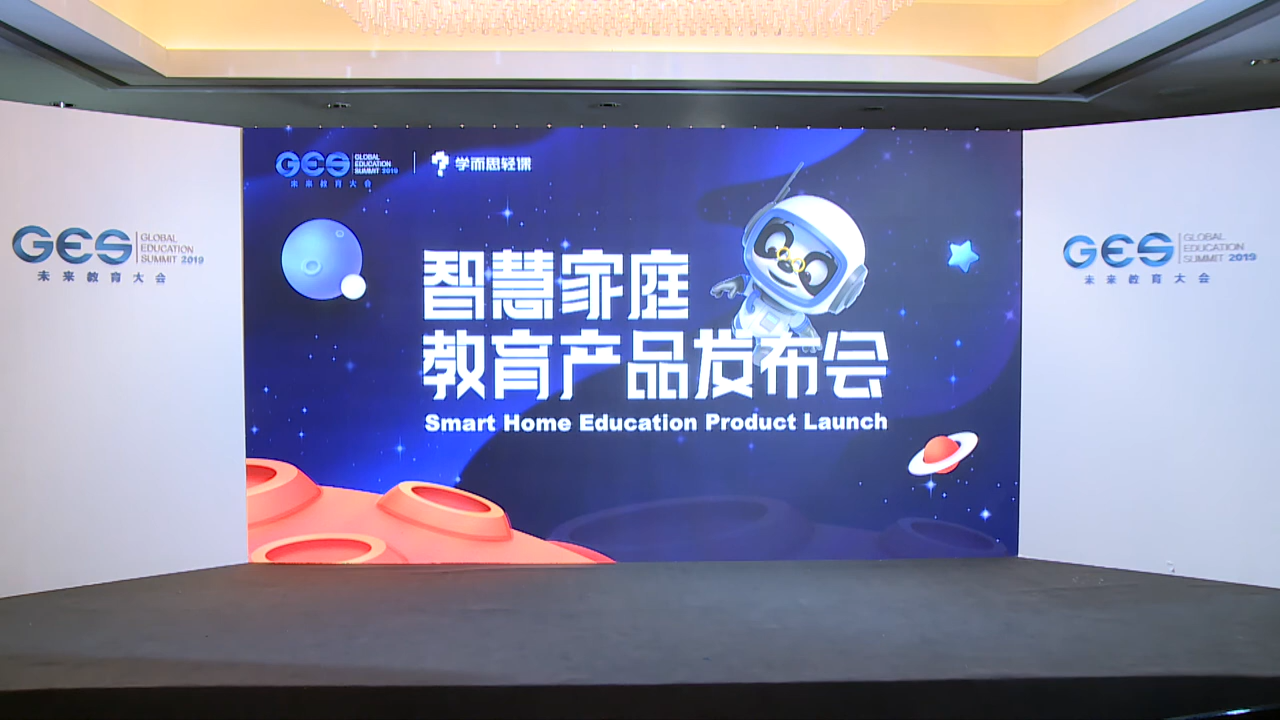 GES GLOBAL EDUCATION SUMMIT 2019
未来教育大会
学而思轻课
智慧家庭
教育产品发布会
Smart Home Education Product Launch
GES GLOBAL EDUCATION SUMMIT 2019
未来教育大会
GES GLOBAL EDUCATION SUMMIT 2019
未来教育大会